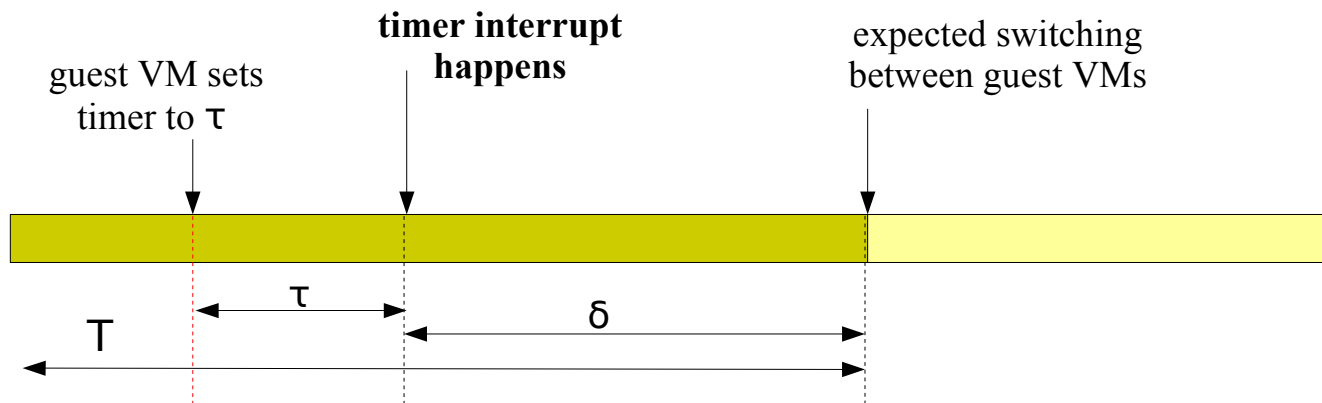 guest VM sets
timer to τ
timer interrupt
happens
expected switching
between guest VMs
τ
δ
T